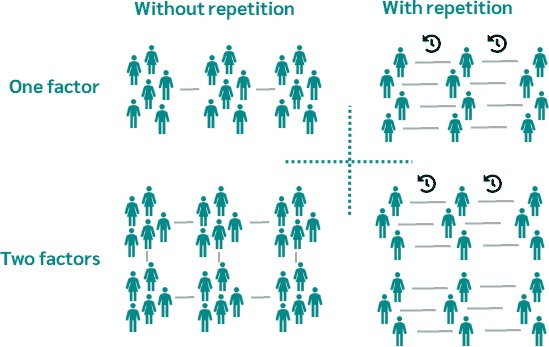 Without repetition
With repetition
One factor
Two factors